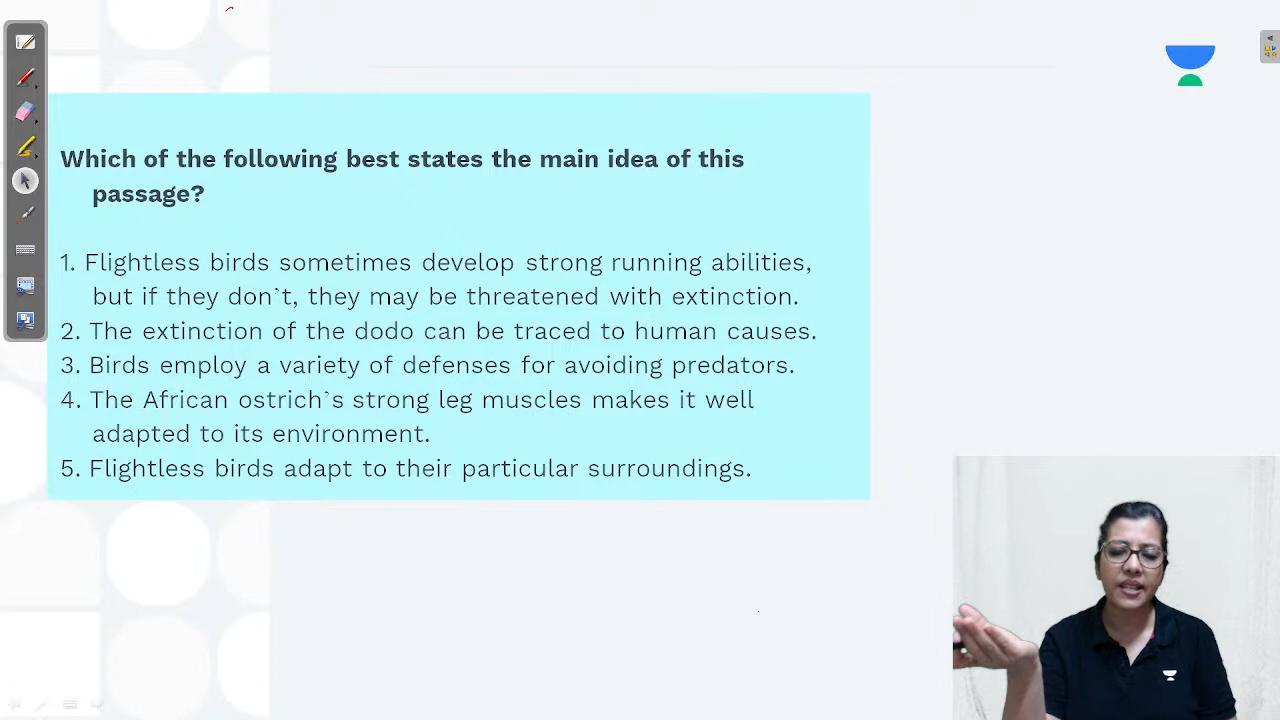 Which of the following best states the main idea of this
passage?
1. Flightless birds sometimes develop strong running abilities,
but if they don’t, they may be threatened with extinction.
2. The extinction of the dodo can be traced to human causes.
3. Birds employ a variety of defenses for avoiding predators.
4. The African ostrich’s strong leg muscles makes it well
adapted to its environment.
5. Flightless birds adapt to their particular surroundings.